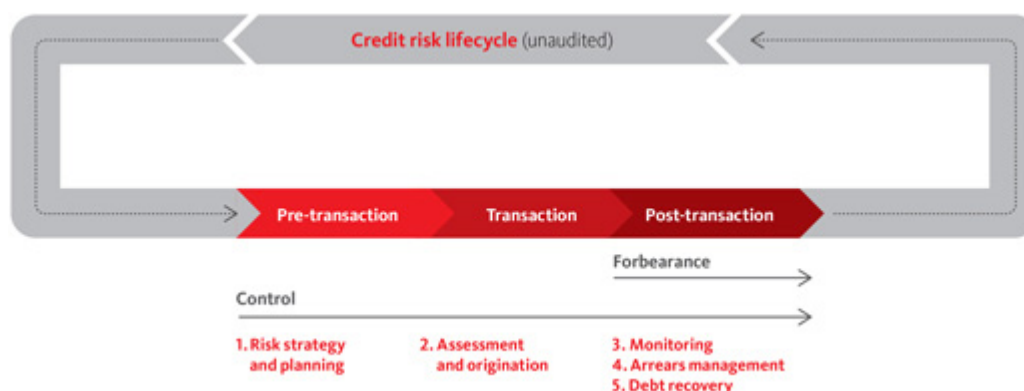 Credit risk lifecycle (unaudited)
Pre-transaction
Transaction
Post-transaction
Forbearance
Control
1. Risk strategy
and planning
2. Assessment
and origination
3. Monitoring
4. Arrears management
5. Debt recovery